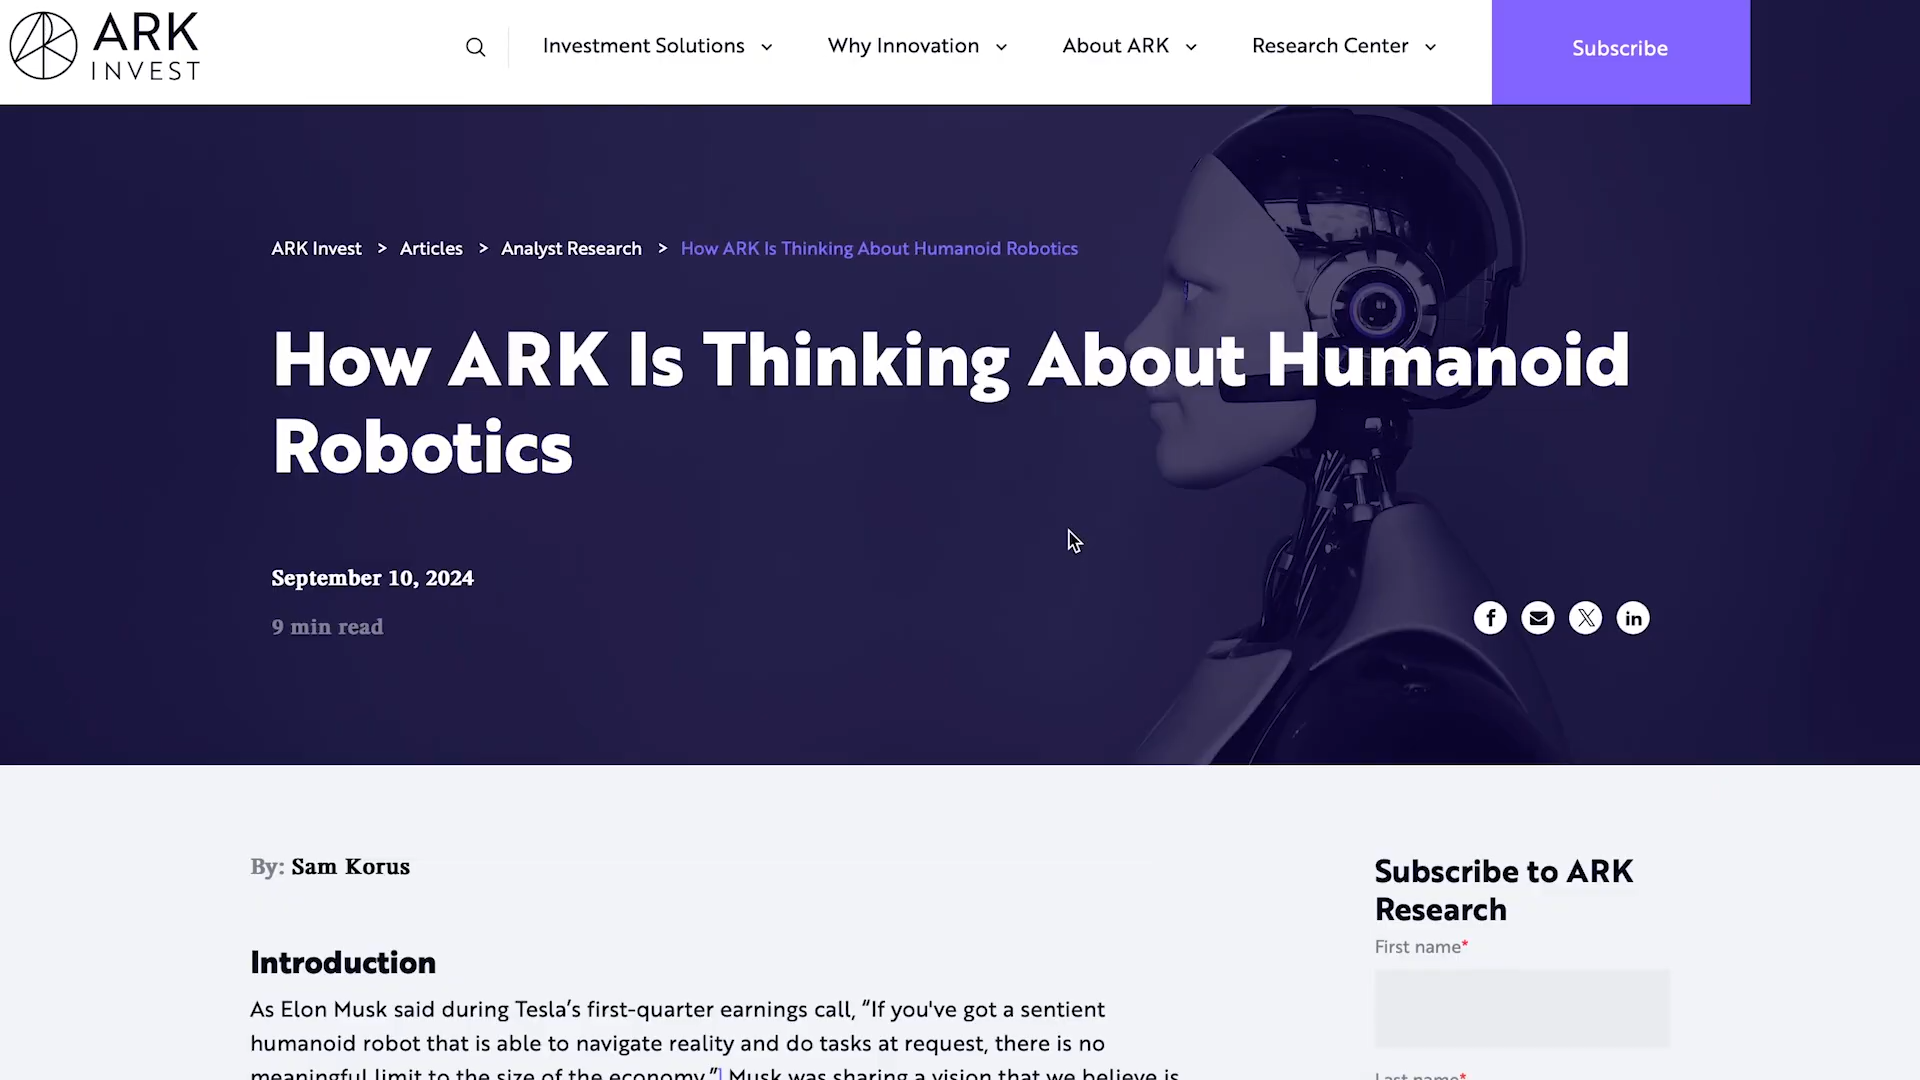 ARK
INVEST
Investment Solutions
Why Innovation
About ARK
Research Center
Subscribe
ARK Invest > Articles > Analyst Research > How ARK Is Thinking About Humanoid Robotics
How ARK Is Thinking About Humanoid
Robotics
September 10, 2024
9 min read
By: Sam Korus
Introduction
As Elon Musk said during Tesla’s first-quarter earnings call, “If you've got a sentient
humanoid robot that is able to navigate reality and do tasks at request, there is no
meaningful limit to the size of the economy.”1 Musk was sharing a vision that we believe is
Subscribe to ARK
Research
First name*
Last name*